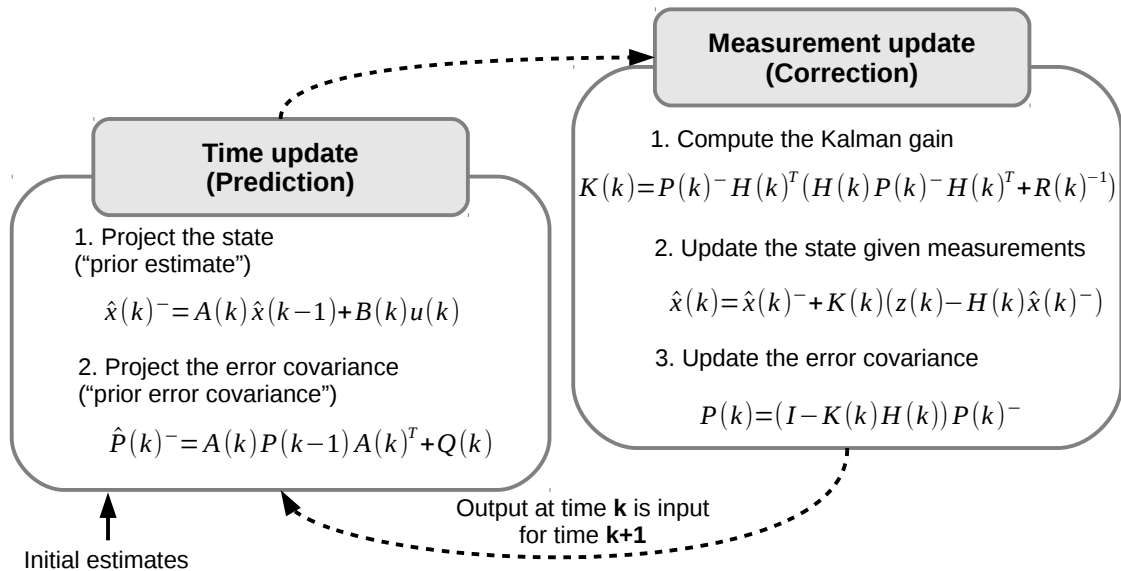 Time update
(Prediction)
1. Project the state
(“prior estimate”)
x̂(k)⁻=A(k)x̂(k−1)+B(k)u(k)
2. Project the error covariance
(“prior error covariance”)
P̂(k)⁻=A(k)P(k−1)A(k)ᵀ+Q(k)
Initial estimates
Measurement update
(Correction)
1. Compute the Kalman gain
K(k)=P(k)⁻H(k)ᵀ(H(k)P(k)⁻H(k)ᵀ+R(k)⁻¹)
2. Update the state given measurements
x̂(k)=x̂(k)⁻+K(k)(z(k)−H(k)x̂(k)⁻)
3. Update the error covariance
P(k)=(I−K(k)H(k))P(k)⁻
Output at time k is input
for time k+1